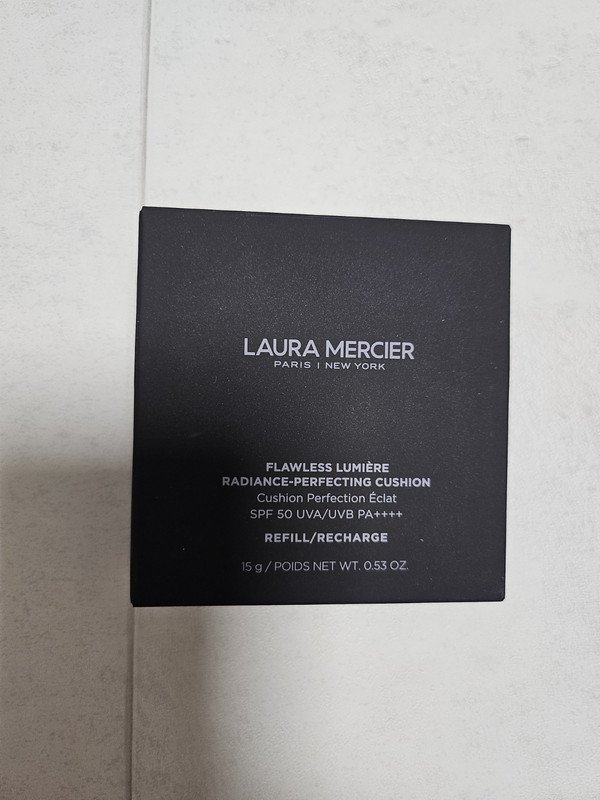 LAURA MERCIER
PARIS | NEW YORK
FLAWLESS LUMIÈRE
RADIANCE-PERFECTING CUSHION
Cushion Perfection Éclat
SPF 50 UVA/UVB PA++++
REFILL/RECHARGE
15 g / POIDS NET WT. 0.53 OZ.